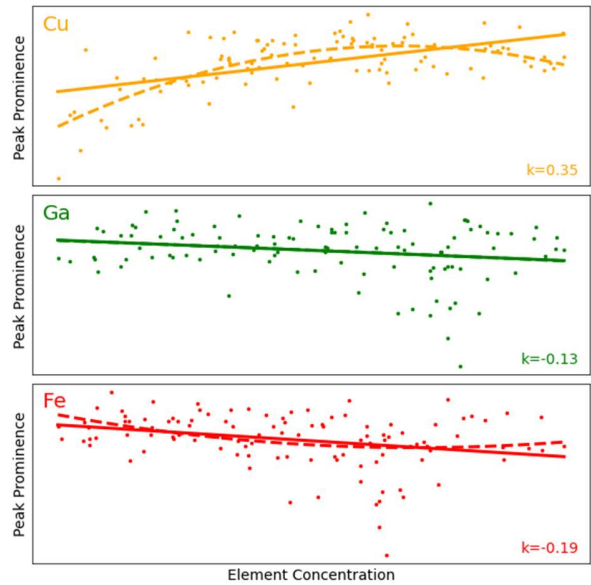 Cu
Peak Prominence
k=0.35
Ga
Peak Prominence
k=-0.13
Fe
Peak Prominence
k=-0.19
Element Concentration